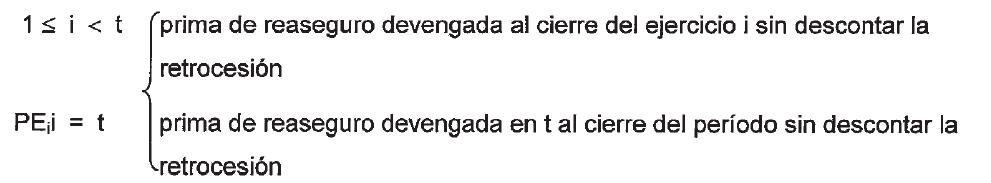 1 ≤ i < t prima de reaseguro devengada al cierre del ejercicio i sin descontar la
retrocesión
PEᵢi = t prima de reaseguro devengada en t al cierre del período sin descontar la
retrocesión